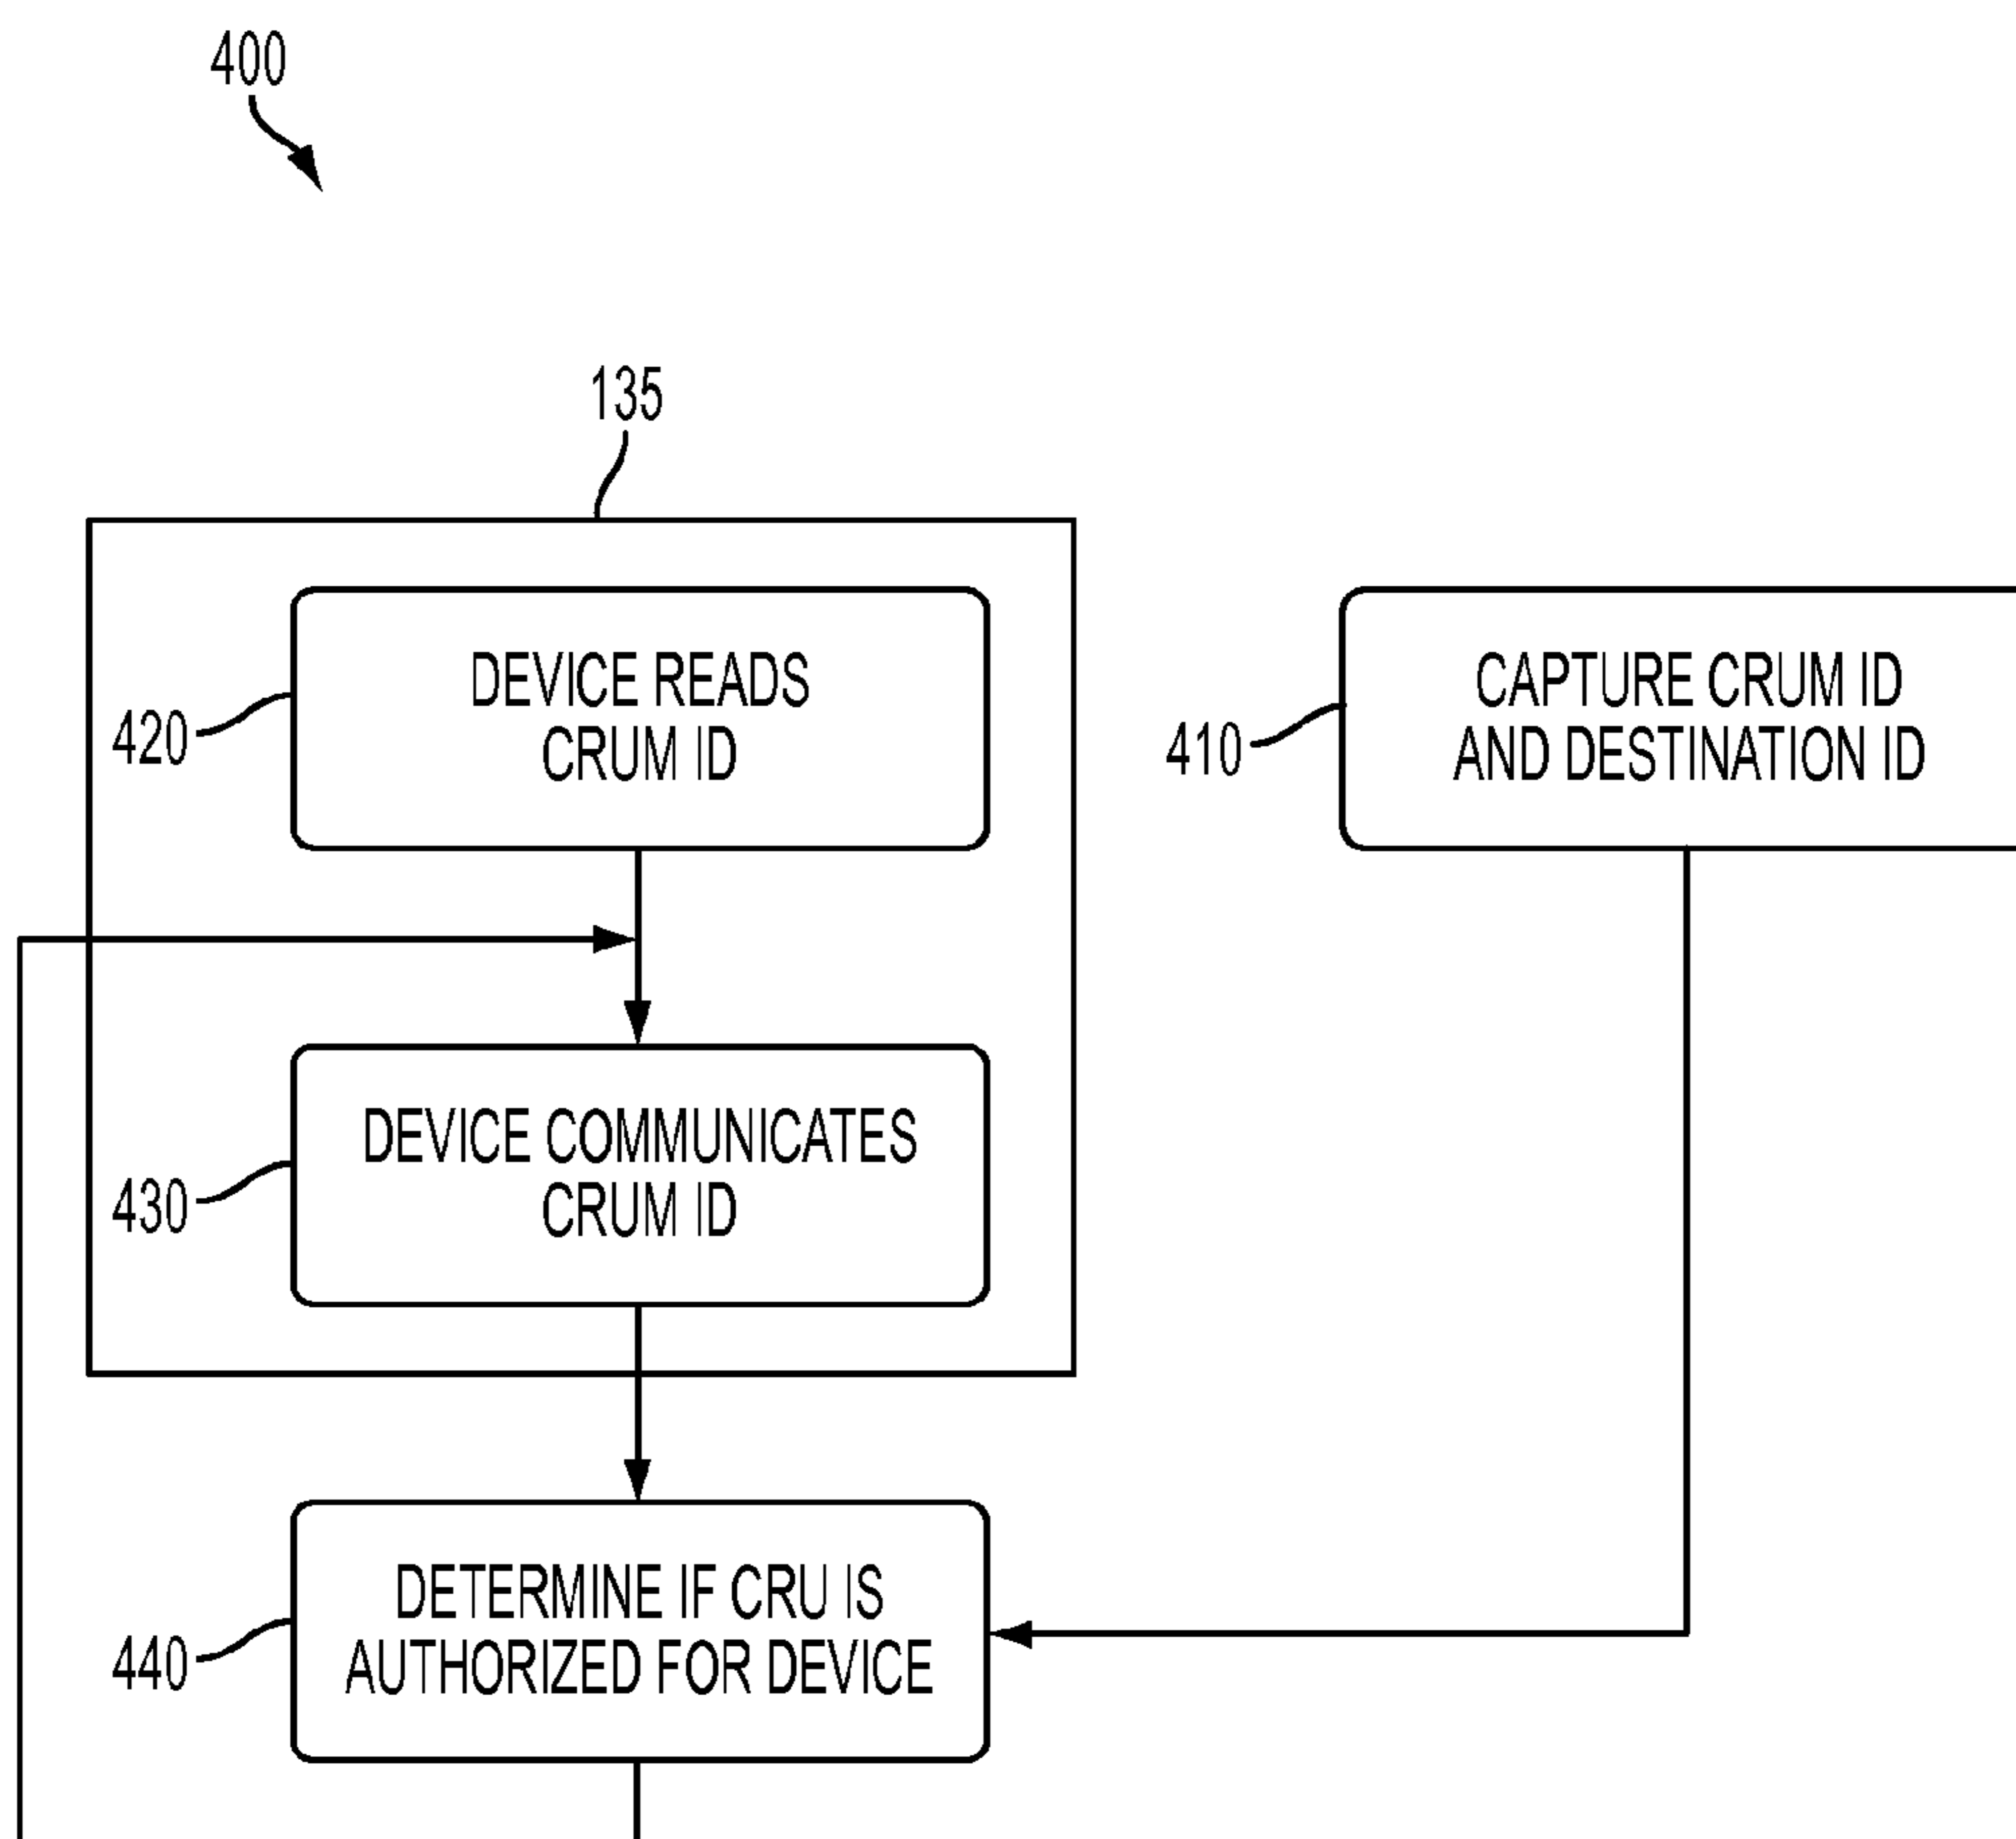 400
135
DEVICE READS
CRUM ID
420
CAPTURE CRUM ID
AND DESTINATION ID
410
DEVICE COMMUNICATES
CRUM ID
430
DETERMINE IF CRU IS
AUTHORIZED FOR DEVICE
440